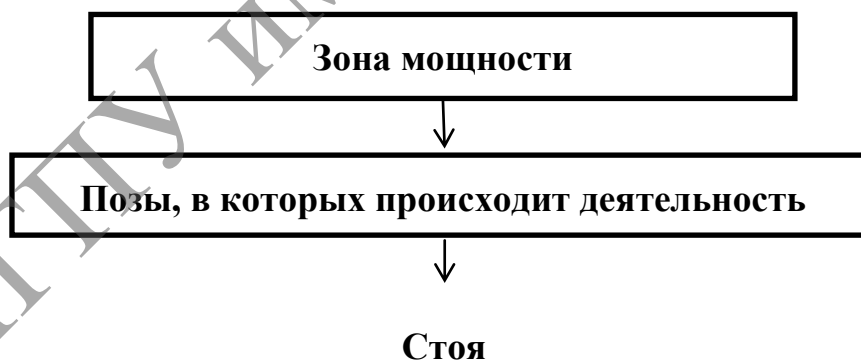 Зона мощности
Позы, в которых происходит деятельность
Стоя